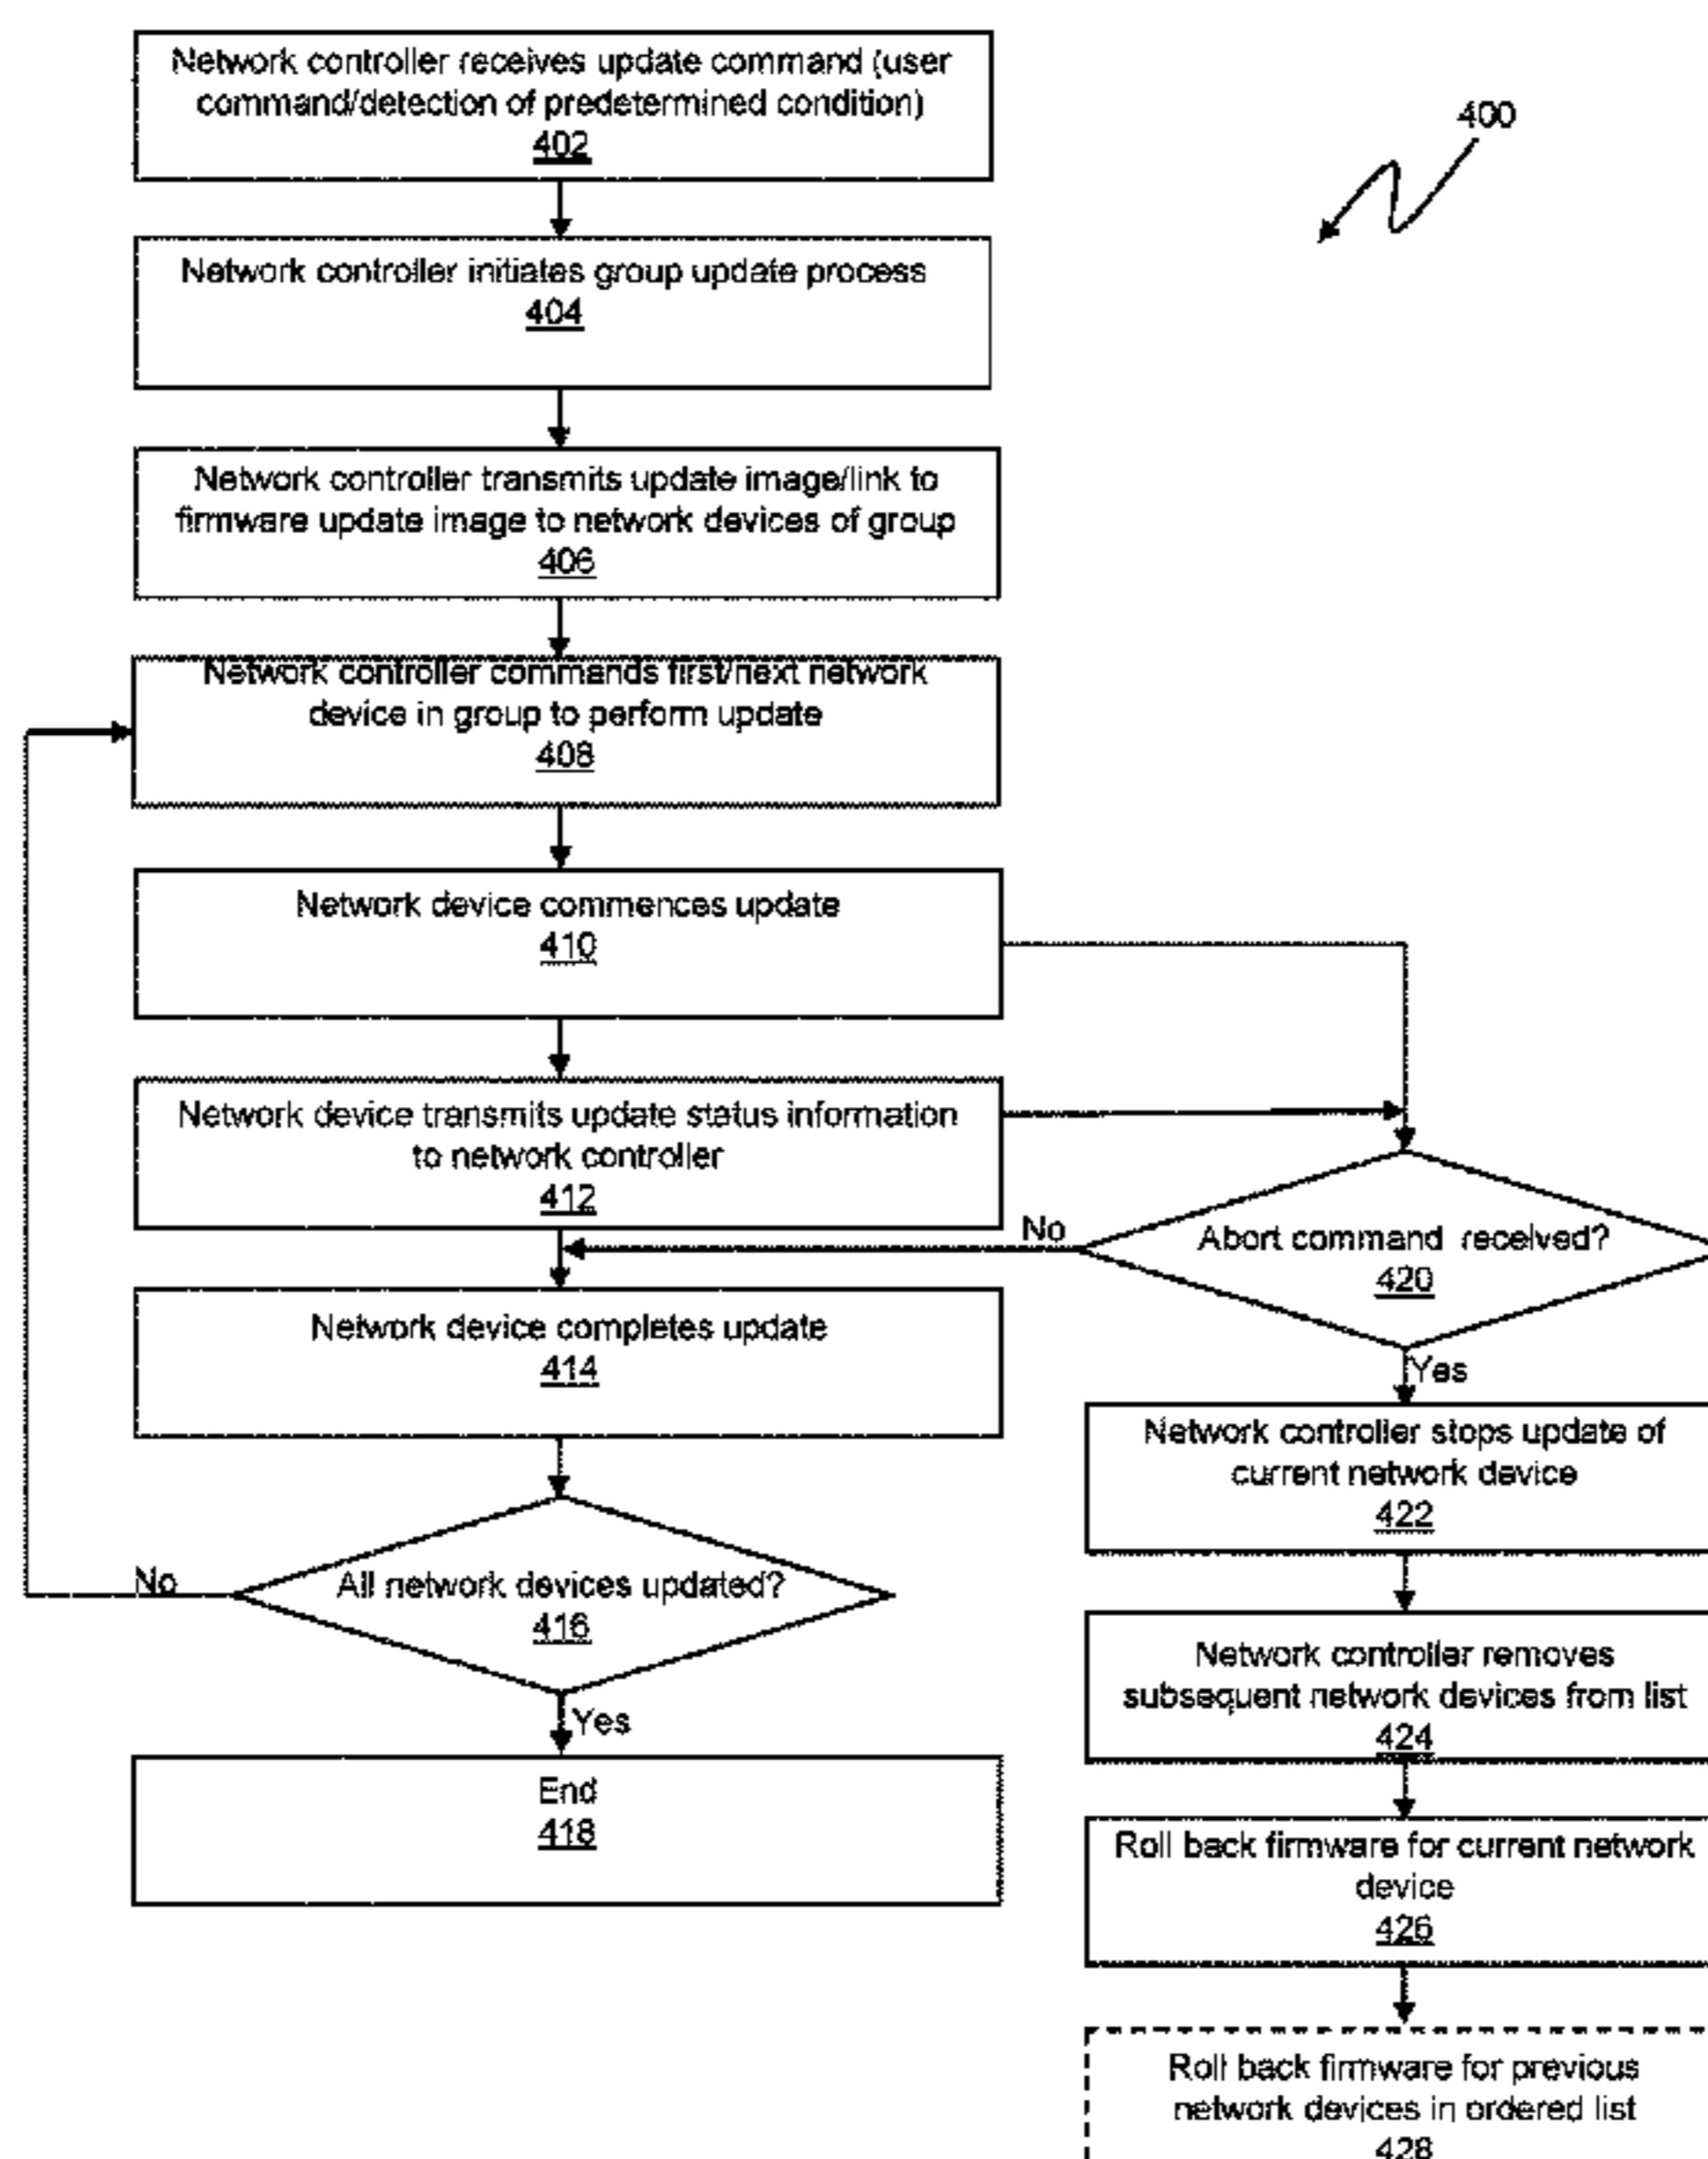 Network controller receives update command (user
command/detection of predetermined condition)
402
400
Network controller initiates group update process
404
Network controller transmits update image/link to
firmware update image to network devices of group
406
Network controller commands first/next network
device in group to perform update
408
Network device commences update
410
Network device transmits update status information
to network controller
412
No
Abort command received?
420
Network device completes update
414
Yes
Network controller stops update of
current network device
422
No
All network devices updated?
416
Network controller removes
subsequent network devices from list
424
Yes
End
418
Roll back firmware for current network
device
426
Roll back firmware for previous
network devices in ordered list
428